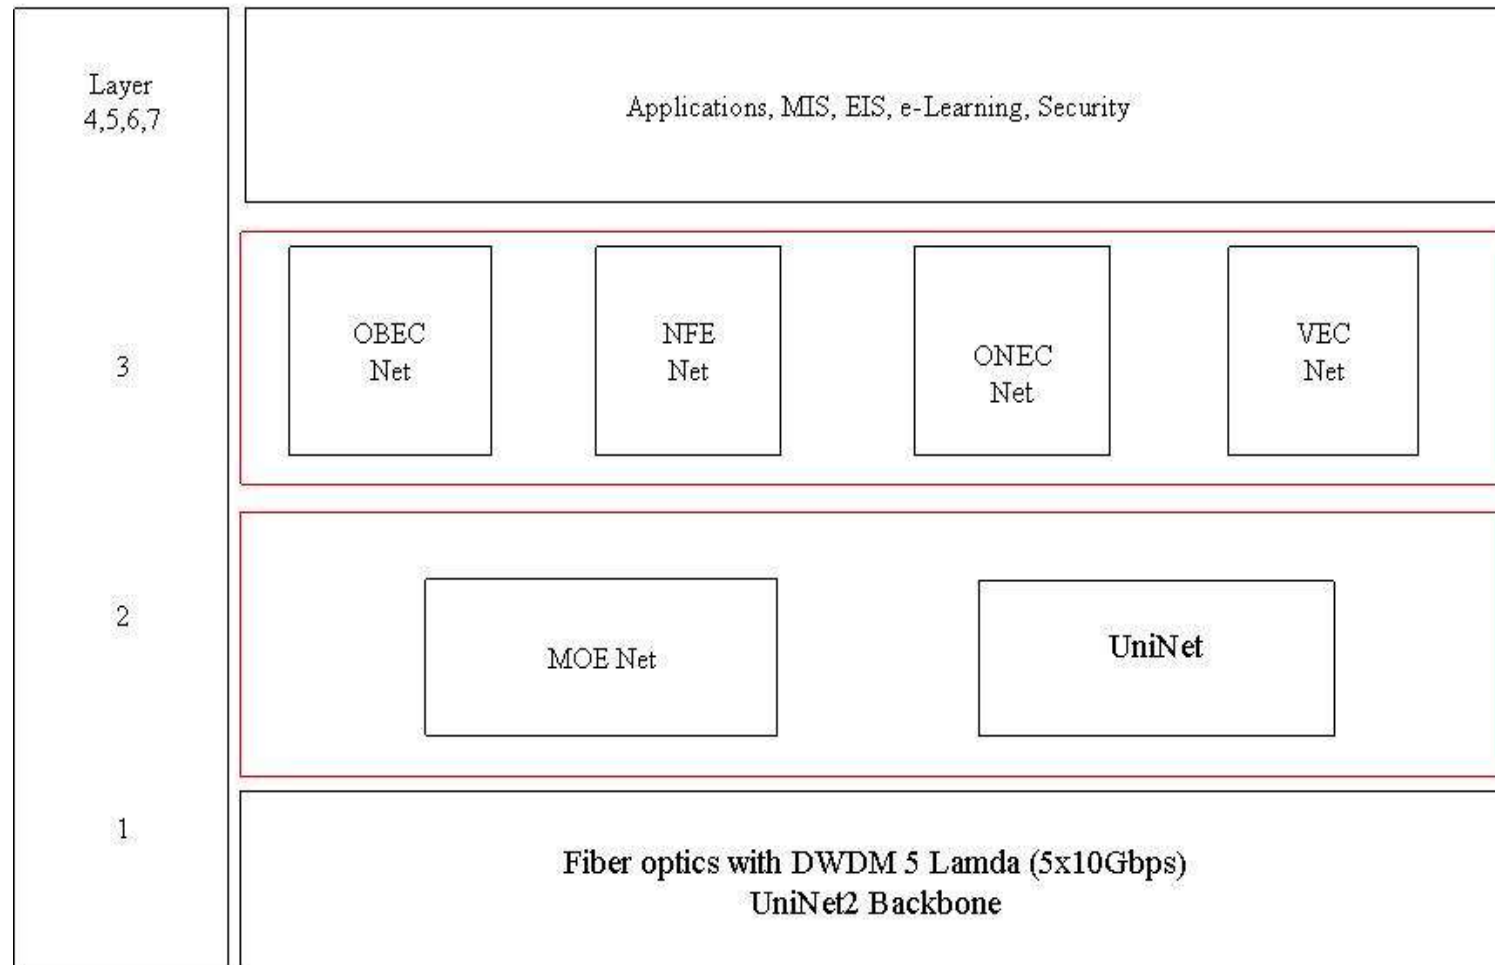 Layer
4,5,6,7
Applications, MIS, EIS, e-Learning, Security
3
OBEC
Net
NFE
Net
ONEC
Net
VEC
Net
2
MOE Net
UniNet
1
Fiber optics with DWDM 5 Lamda (5x10Gbps)
UniNet2 Backbone